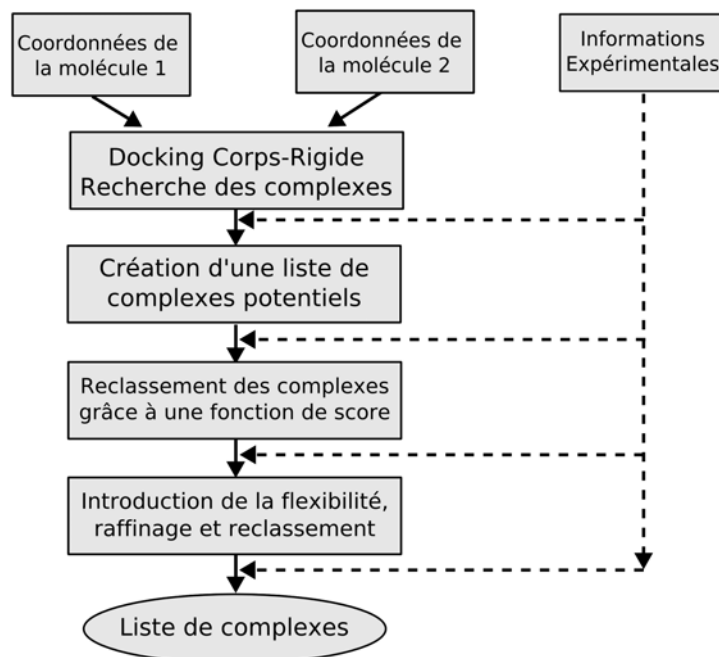 Coordonnées de
la molécule 1
Coordonnées de
la molécule 2
Informations
Expérimentales
Docking Corps-Rigide
Recherche des complexes
Création d'une liste de
complexes potentiels
Reclassement des complexes
grâce à une fonction de score
Introduction de la flexibilité,
raffinage et reclassement
Liste de complexes